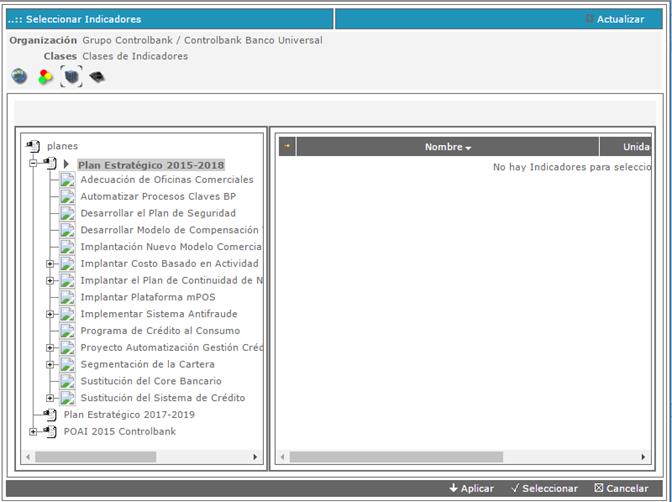 ..:: Seleccionar Indicadores
Actualizar
Organización Grupo Controlbank / Controlbank Banco Universal
Clases Clases de Indicadores
planes
Plan Estratégico 2015-2018
Adecuación de Oficinas Comerciales
Automatizar Procesos Claves BP
Desarrollar el Plan de Seguridad
Desarrollar Modelo de Compensación
Implantación Nuevo Modelo Comercia
Implantar Costo Basado en Actividad
Implantar el Plan de Continuidad de N
Implantar Plataforma mPOS
Implementar Sistema Antifraude
Programa de Crédito al Consumo
Proyecto Automatización Gestión Créd
Segmentación de la Cartera
Sustitución del Core Bancario
Sustitución del Sistema de Crédito
Plan Estratégico 2017-2019
POAI 2015 Controlbank
Nombre Unida
No hay Indicadores para seleccio
Aplicar Seleccionar Cancelar